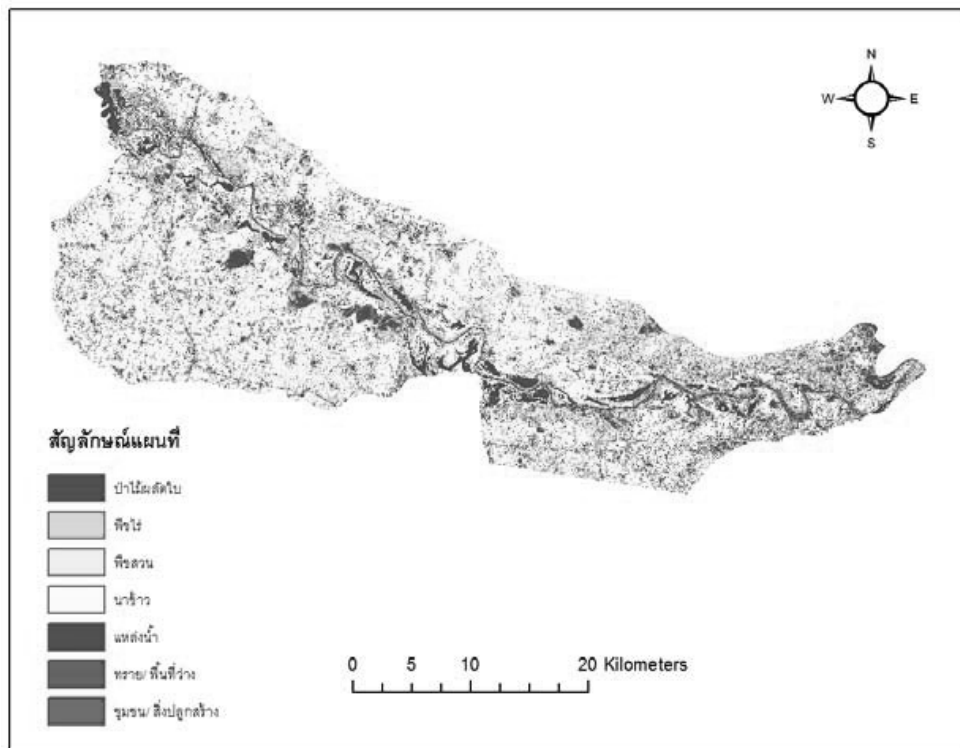 N
W E
S
สัญลักษณ์แผนที่
ป่าไม้ผลัดใบ
พืชไร่
พืชสวน
นาข้าว
แหล่งน้ำ
ทราย/ พื้นที่ว่าง
ชุมชน/ สิ่งปลูกสร้าง
0 5 10 20 Kilometers